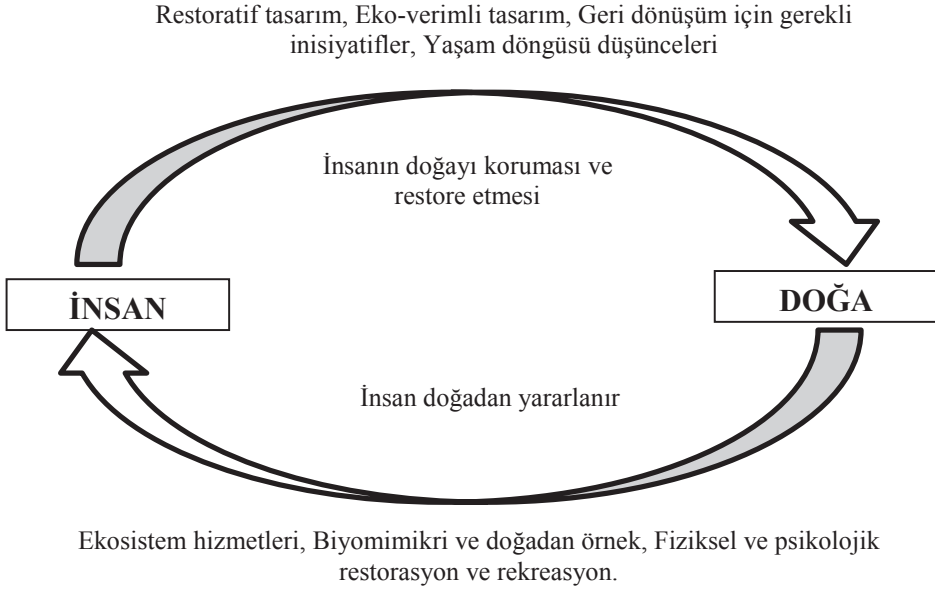 Restoratif tasarım, Eko-verimli tasarım, Geri dönüşüm için gerekli
inisiyatifler, Yaşam döngüsü düşünceleri
İnsanın doğayı koruması ve
restore etmesi
İNSAN
DOĞA
İnsan doğadan yararlanır
Ekosistem hizmetleri, Biyomimikri ve doğadan örnek, Fiziksel ve psikolojik
restorasyon ve rekreasyon.